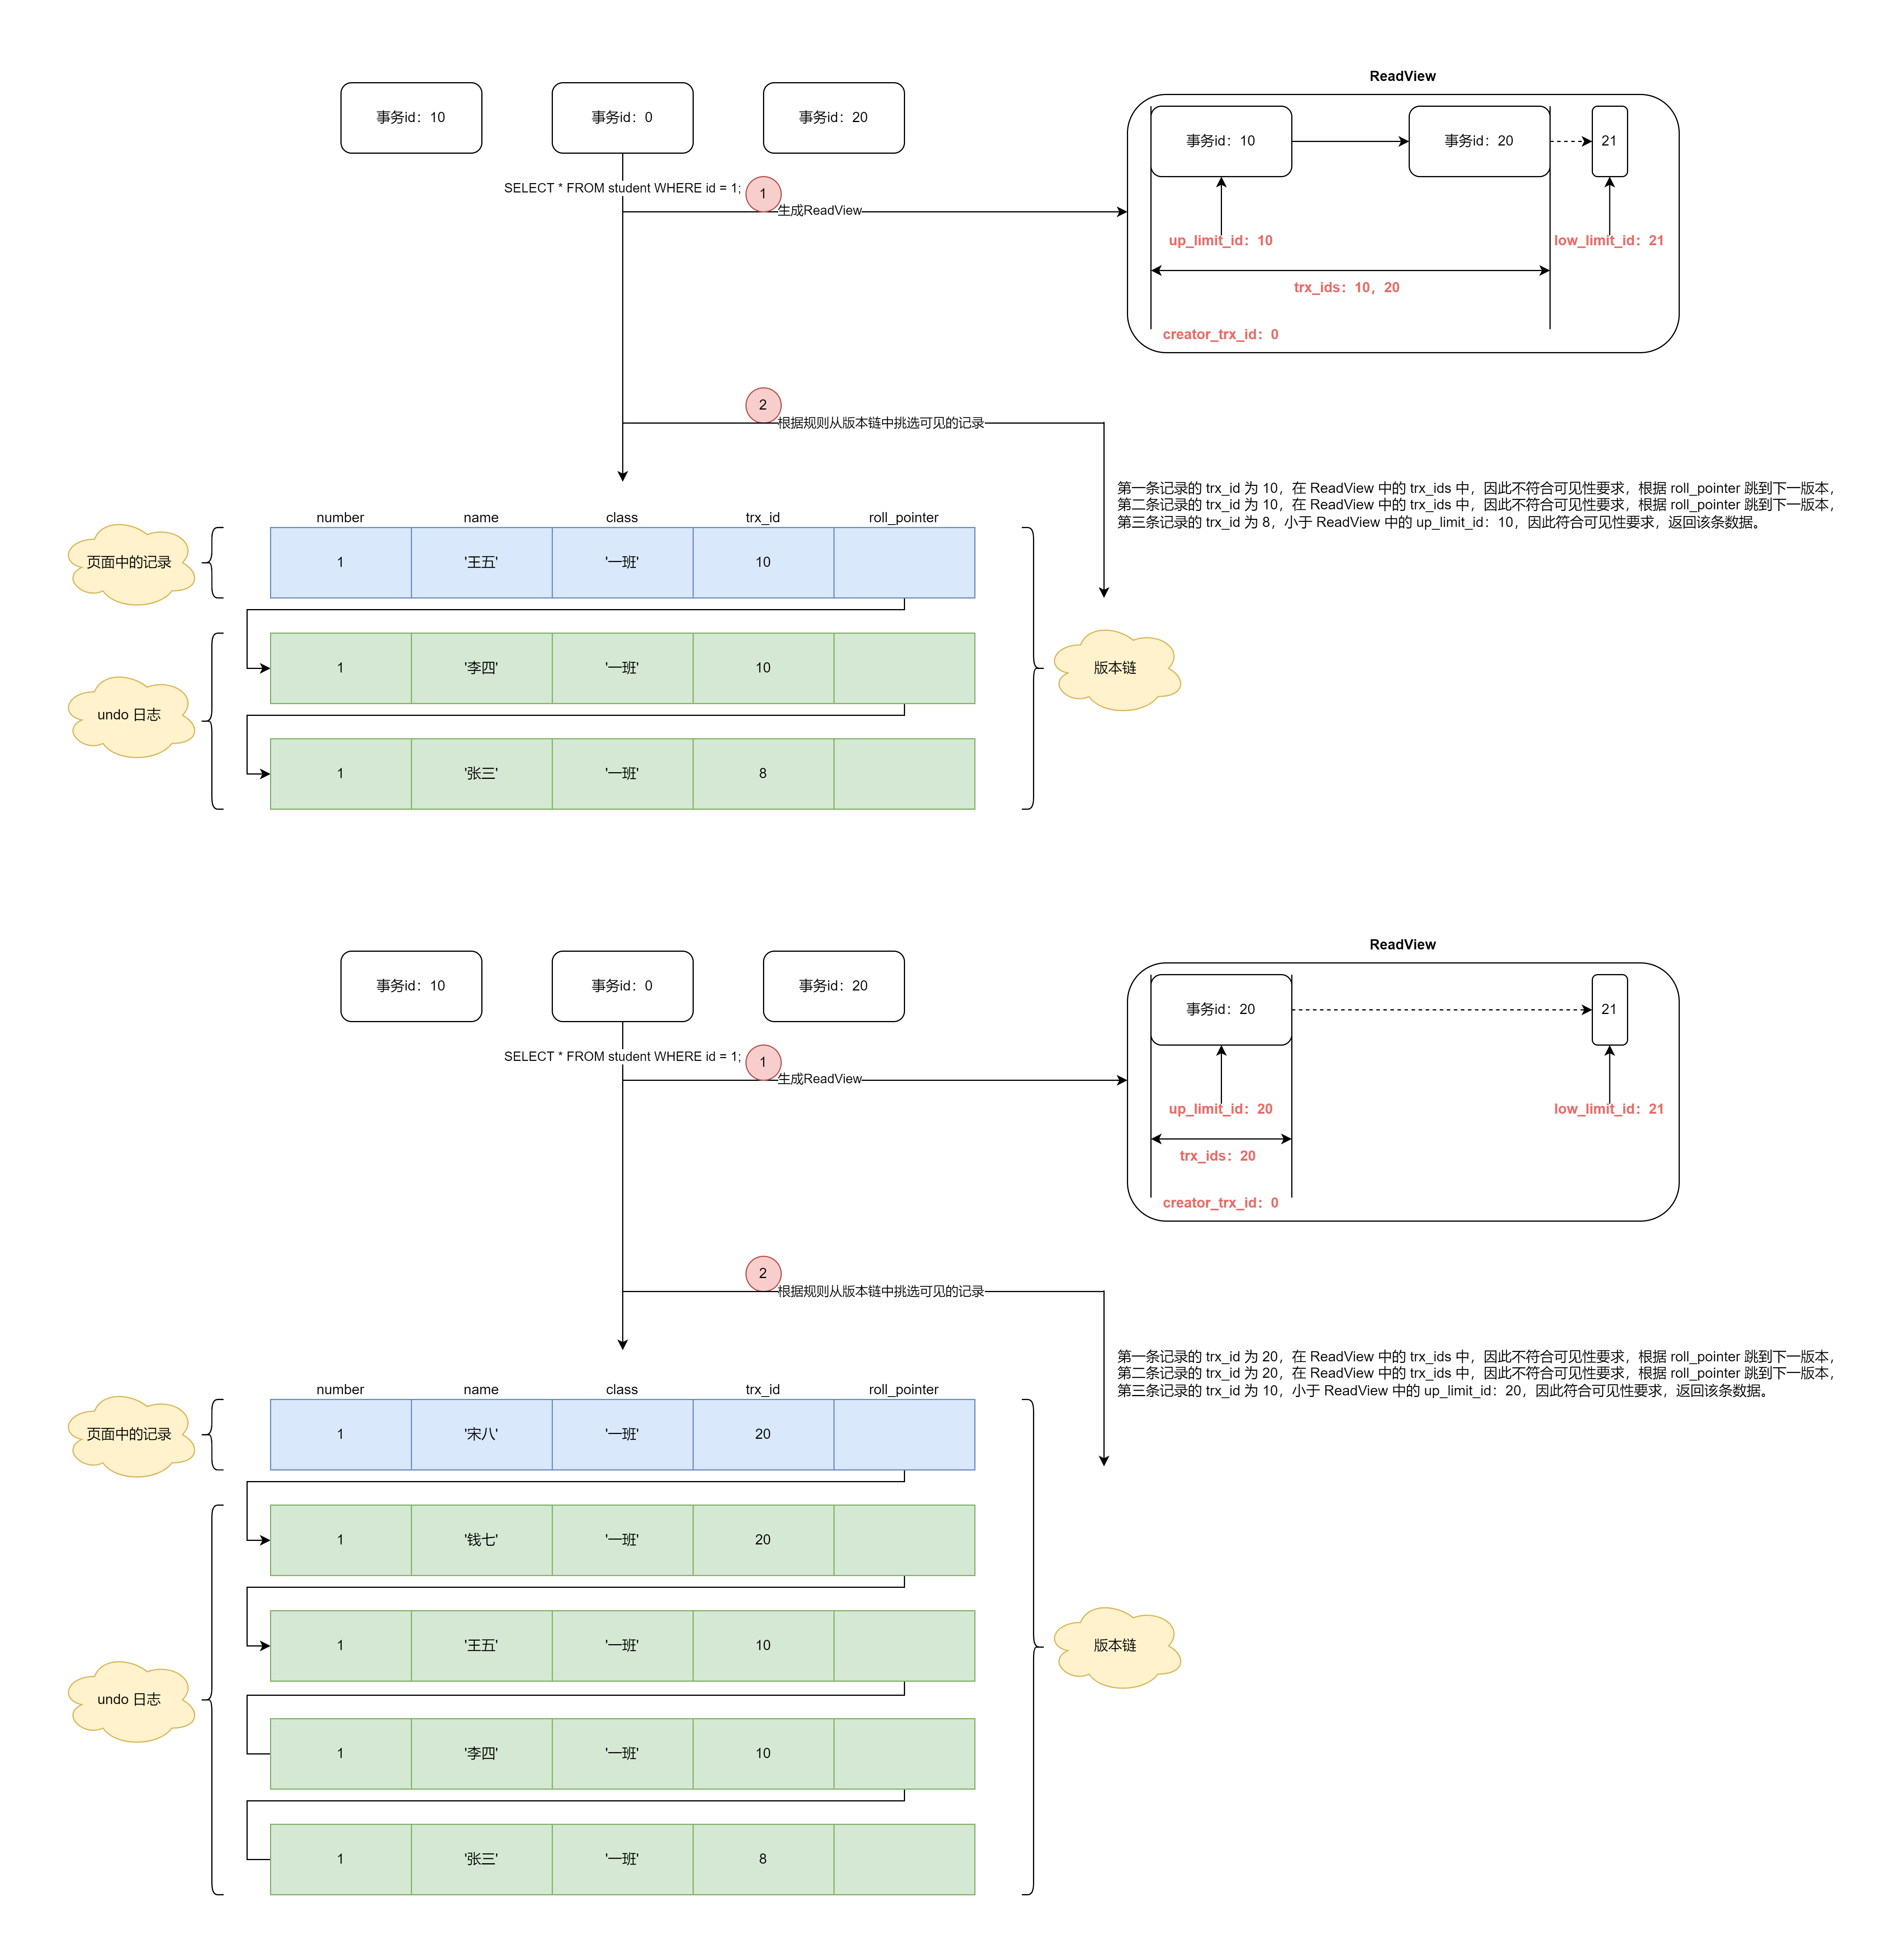 ReadView
事务id：10
事务id：0
事务id：20
事务id：10
事务id：20
21
SELECT * FROM student WHERE id = 1;
1
生成ReadView
up_limit_id：10
low_limit_id：21
trx_ids：10，20
creator_trx_id：0
2
根据规则从版本链中挑选可见的记录
第一条记录的 trx_id 为 10，在 ReadView 中的 trx_ids 中，因此不符合可见性要求，根据 roll_pointer 跳到下一版本，
第二条记录的 trx_id 为 10，在 ReadView 中的 trx_ids 中，因此不符合可见性要求，根据 roll_pointer 跳到下一版本，
第三条记录的 trx_id 为 8，小于 ReadView 中的 up_limit_id：10，因此符合可见性要求，返回该条数据。
number name class trx_id roll_pointer
页面中的记录
1 '王五' '一班' 10
1 '李四' '一班' 10
版本链
undo 日志
1 '张三' '一班' 8
ReadView
事务id：10
事务id：0
事务id：20
事务id：20
21
SELECT * FROM student WHERE id = 1;
1
生成ReadView
up_limit_id：20
low_limit_id：21
trx_ids：20
creator_trx_id：0
2
根据规则从版本链中挑选可见的记录
第一条记录的 trx_id 为 20，在 ReadView 中的 trx_ids 中，因此不符合可见性要求，根据 roll_pointer 跳到下一版本，
第二条记录的 trx_id 为 20，在 ReadView 中的 trx_ids 中，因此不符合可见性要求，根据 roll_pointer 跳到下一版本，
第三条记录的 trx_id 为 10，小于 ReadView 中的 up_limit_id：20，因此符合可见性要求，返回该条数据。
number name class trx_id roll_pointer
页面中的记录
1 '宋八' '一班' 20
1 '钱七' '一班' 20
1 '王五' '一班' 10
版本链
undo 日志
1 '李四' '一班' 10
1 '张三' '一班' 8